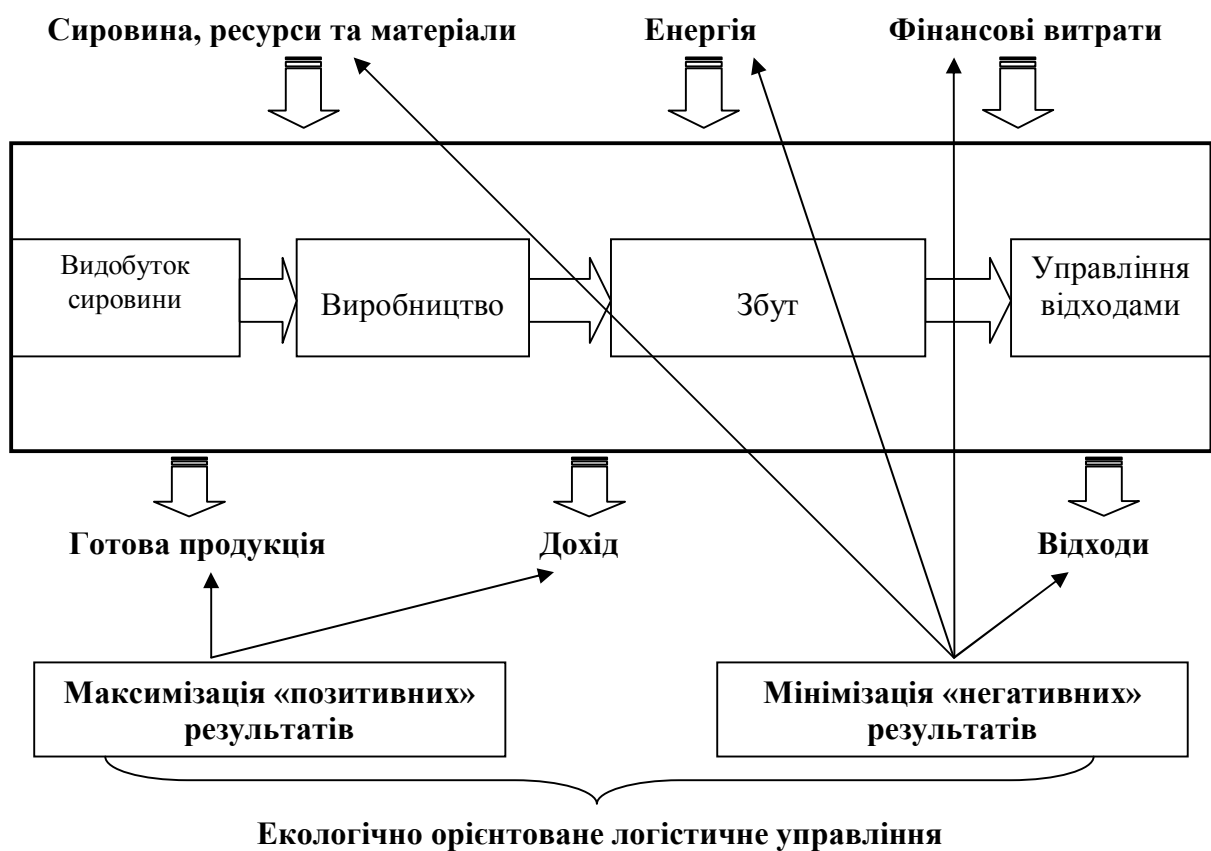 Сировина, ресурси та матеріали
Енергія
Фінансові витрати
Видобуток
сировини
Виробництво
Збут
Управління
відходами
Готова продукція
Дохід
Відходи
Максимізація «позитивних»
результатів
Мінімізація «негативних»
результатів
Екологічно орієнтоване логістичне управління